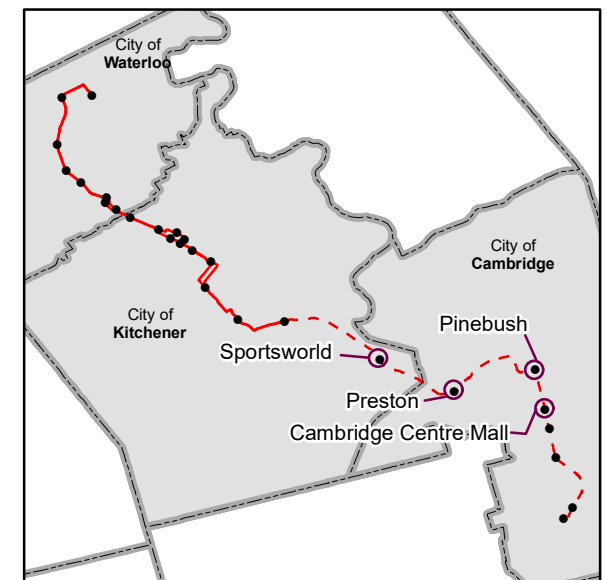 City of
Waterloo
City of
Cambridge
City of
Kitchener
Pinebush
Sportsworld
Preston
Cambridge Centre Mall